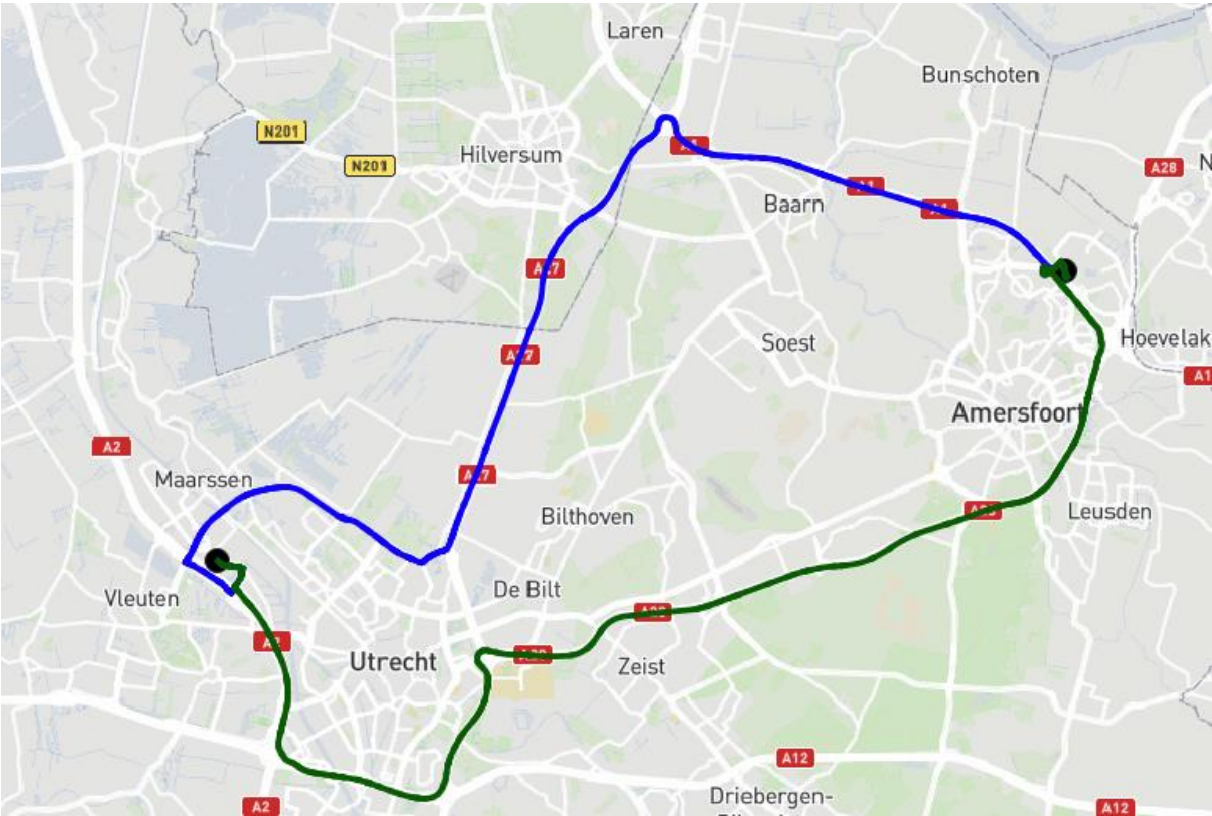 Laren
Bunschoten
N201
Hilversum
N201
A1
A28
Baarn
A1
A1
A27
Soest
Hoevelak
A27
A1
Amersfoort
A2
Maarssen
A27
Bilthoven
A28
Leusden
Vleuten
De Bilt
A28
A2
Utrecht
A28
Zeist
A12
Driebergen-
A2
A12